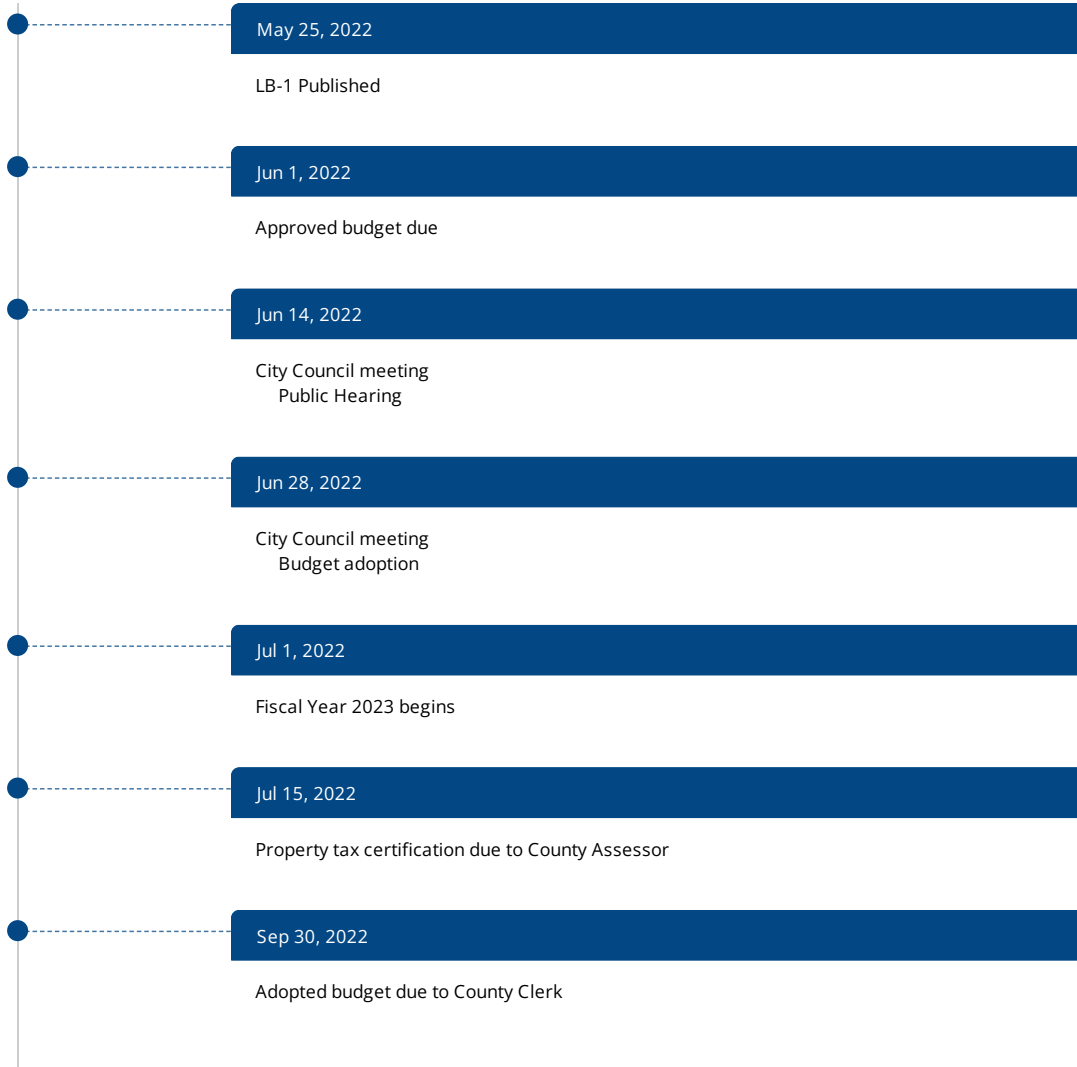 May 25, 2022
LB-1 Published
Jun 1, 2022
Approved budget due
Jun 14, 2022
City Council meeting
Public Hearing
Jun 28, 2022
City Council meeting
Budget adoption
Jul 1, 2022
Fiscal Year 2023 begins
Jul 15, 2022
Property tax certification due to County Assessor
Sep 30, 2022
Adopted budget due to County Clerk